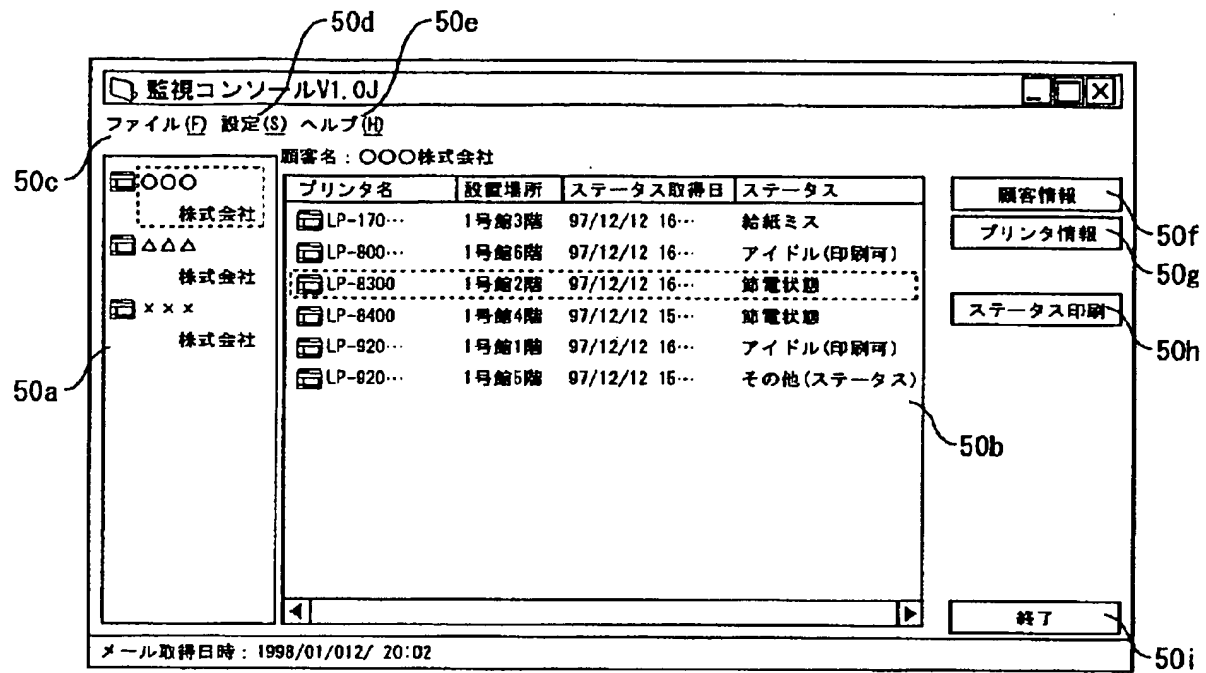 50d 50e
監視コンソールV1.0J
ファイル(F) 設定(S) ヘルプ(H)
50c
顧客名：○○○株式会社
○○○
株式会社
△△△
株式会社
×××
株式会社
50a
プリンタ名 設置場所 ステータス取得日 ステータス
LP-170… 1号館3階 97/12/12 16… 給紙ミス
LP-800… 1号館6階 97/12/12 16… アイドル(印刷可)
LP-8300 1号館2階 97/12/12 16… 節電状態
LP-8400 1号館4階 97/12/12 15… 節電状態
LP-920… 1号館1階 97/12/12 16… アイドル(印刷可)
LP-920… 1号館5階 97/12/12 15… その他(ステータス)
50b
顧客情報
50f
プリンタ情報
50g
ステータス印刷
50h
終了
50i
メール取得日時：1998/01/012/ 20:02